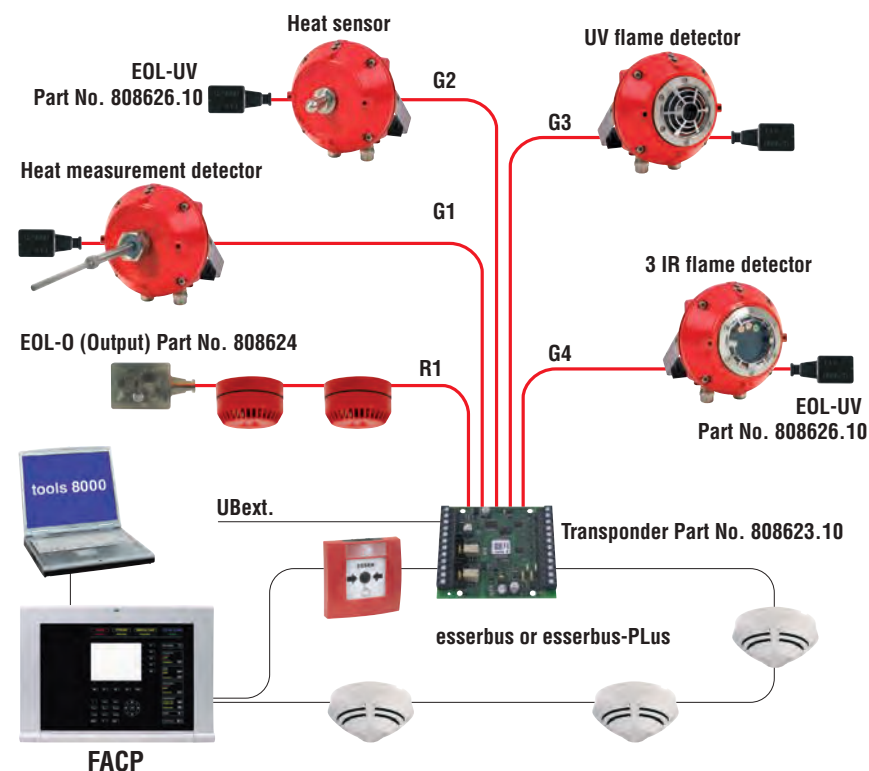 Heat sensor
UV flame detector
EOL-UV
Part No. 808626.10
G2
G3
Heat measurement detector
G1
3 IR flame detector
EOL-O (Output) Part No. 808624
R1
G4
EOL-UV
Part No. 808626.10
tools 8000
UBext.
Transponder Part No. 808623.10
ESSER
esserbus or esserbus-PLus
FACP